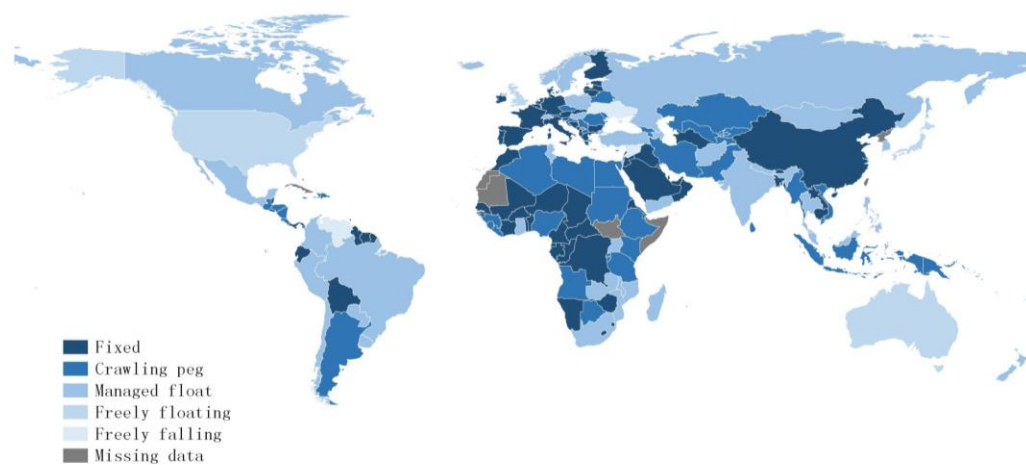 Fixed
Crawling peg
Managed float
Freely floating
Freely falling
Missing data